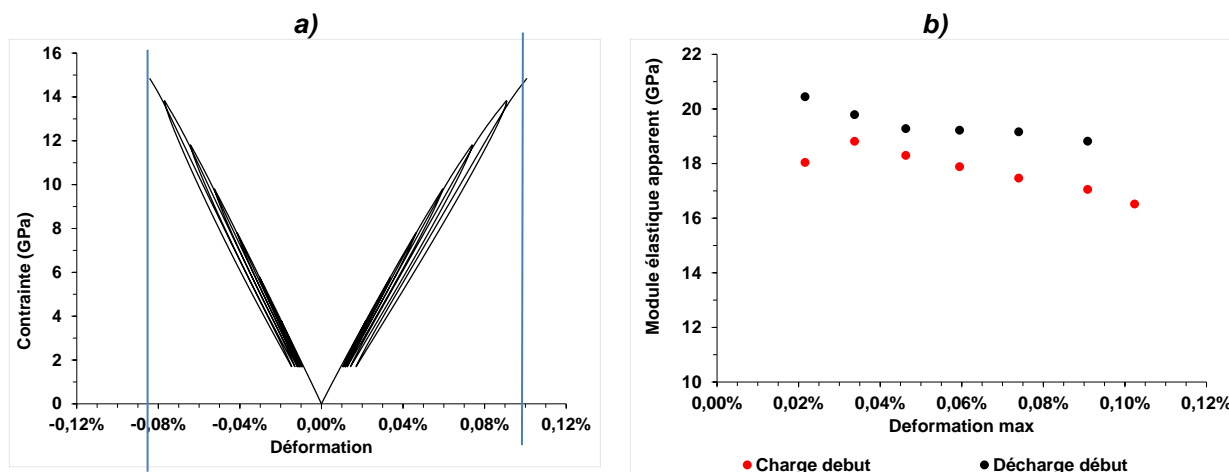 a)
16
14
12
10
8
6
4
2
0
Contrainte (GPa)
-0,12% -0,08% -0,04% 0,00% 0,04% 0,08% 0,12%
Déformation
b)
22
20
18
16
14
12
10
Module élastique apparent (GPa)
0,00% 0,02% 0,04% 0,06% 0,08% 0,10% 0,12%
Deformation max
Charge debut Décharge début